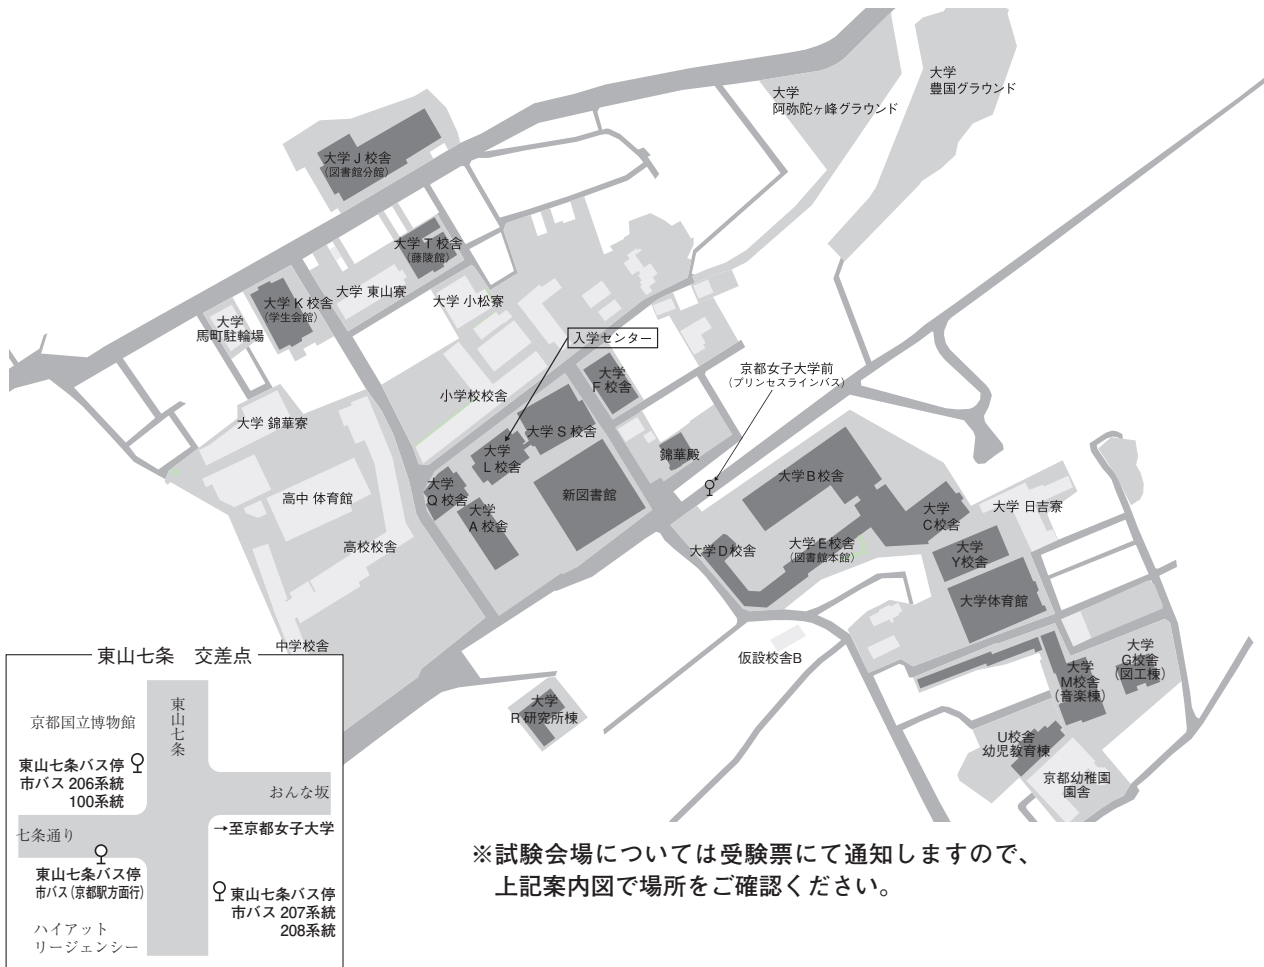 大学
阿弥陀ヶ峰グラウンド
大学
豊国グラウンド
大学 J 校舎
(図書館分館)
大学 T 校舎
(藤陵館)
大学 東山寮
大学 小松寮
大学 K 校舎
(学生会館)
大学
馬町駐輪場
入学センター
大学
F 校舎
京都女子大学前
(プリンセスラインバス)
小学校校舎
大学 錦華寮
大学 S 校舎
大学
L 校舎
錦華殿
大学
Q 校舎
大学
A 校舎
新図書館
高中 体育館
高校校舎
中学校舎
大学B校舎
大学
C校舎
大学 日吉寮
大学D校舎
大学E校舎
(図書館本館)
大学
Y校舎
大学体育館
仮設校舎B
大学
R 研究所棟
大学
M校舎
(音楽棟)
大学
G校舎
(図工棟)
U校舎
幼児教育棟
京都幼稚園
園舎
東山七条 交差点
東山七条
京都国立博物館
東山七条バス停
市バス 206系統
100系統
おんな坂
→至京都女子大学
七条通り
東山七条バス停
市バス(京都駅方面行)
東山七条バス停
市バス 207系統
208系統
ハイアット
リージェンシー
※試験会場については受験票にて通知しますので、
上記案内図で場所をご確認ください。